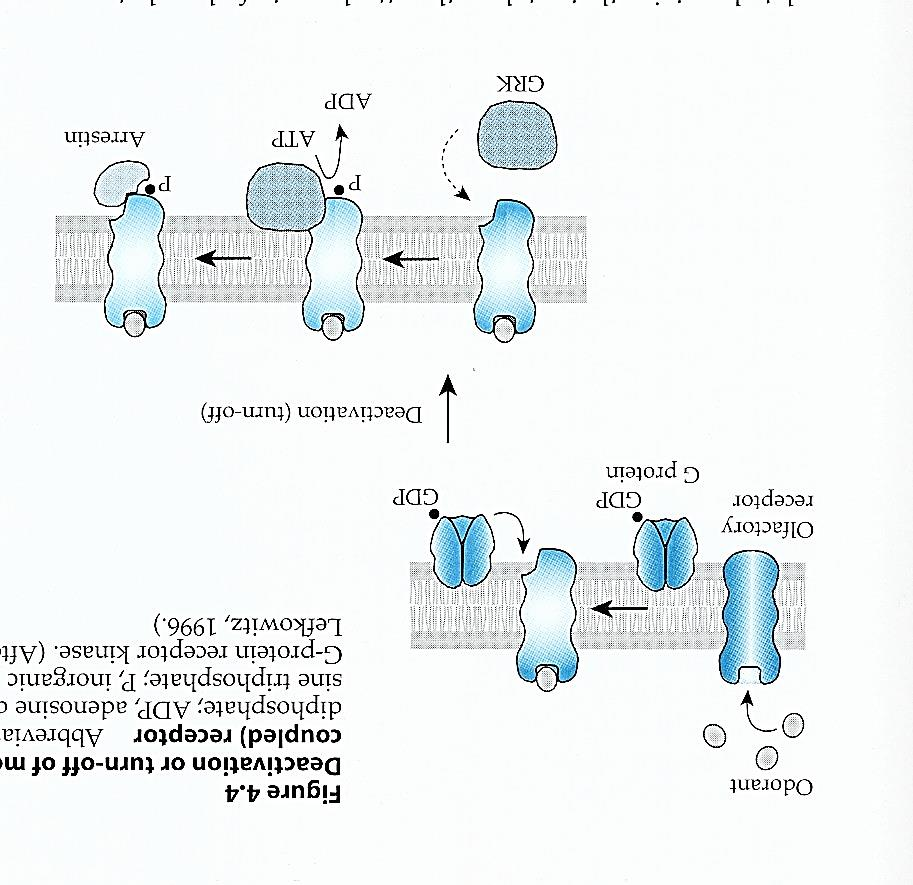 Figure 4.4
Deactivation or turn-off of
coupled) receptor
diphosphate; ADP, adenosine
sine triphosphate; P, inorganic
G-protein receptor kinase. (
Lefkowitz, 1996.)
Odorant
Olfactory
receptor
GDP
G protein
GDP
Deactivation (turn-off)
GRK
P
ATP
ADP
P
Arrestin